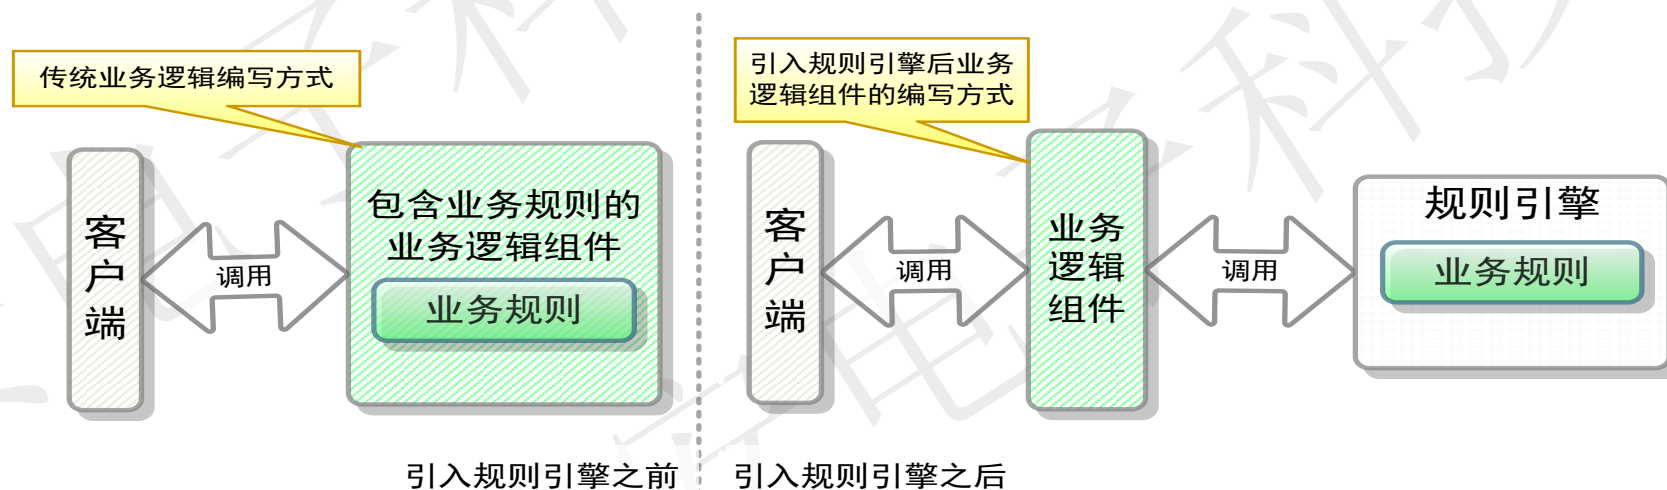 传统业务逻辑编写方式
客户端
调用
包含业务规则的
业务逻辑组件
业务规则
引入规则引擎之前
引入规则引擎后业务
逻辑组件的编写方式
客户端
调用
业务
逻辑
组件
调用
规则引擎
业务规则
引入规则引擎之后